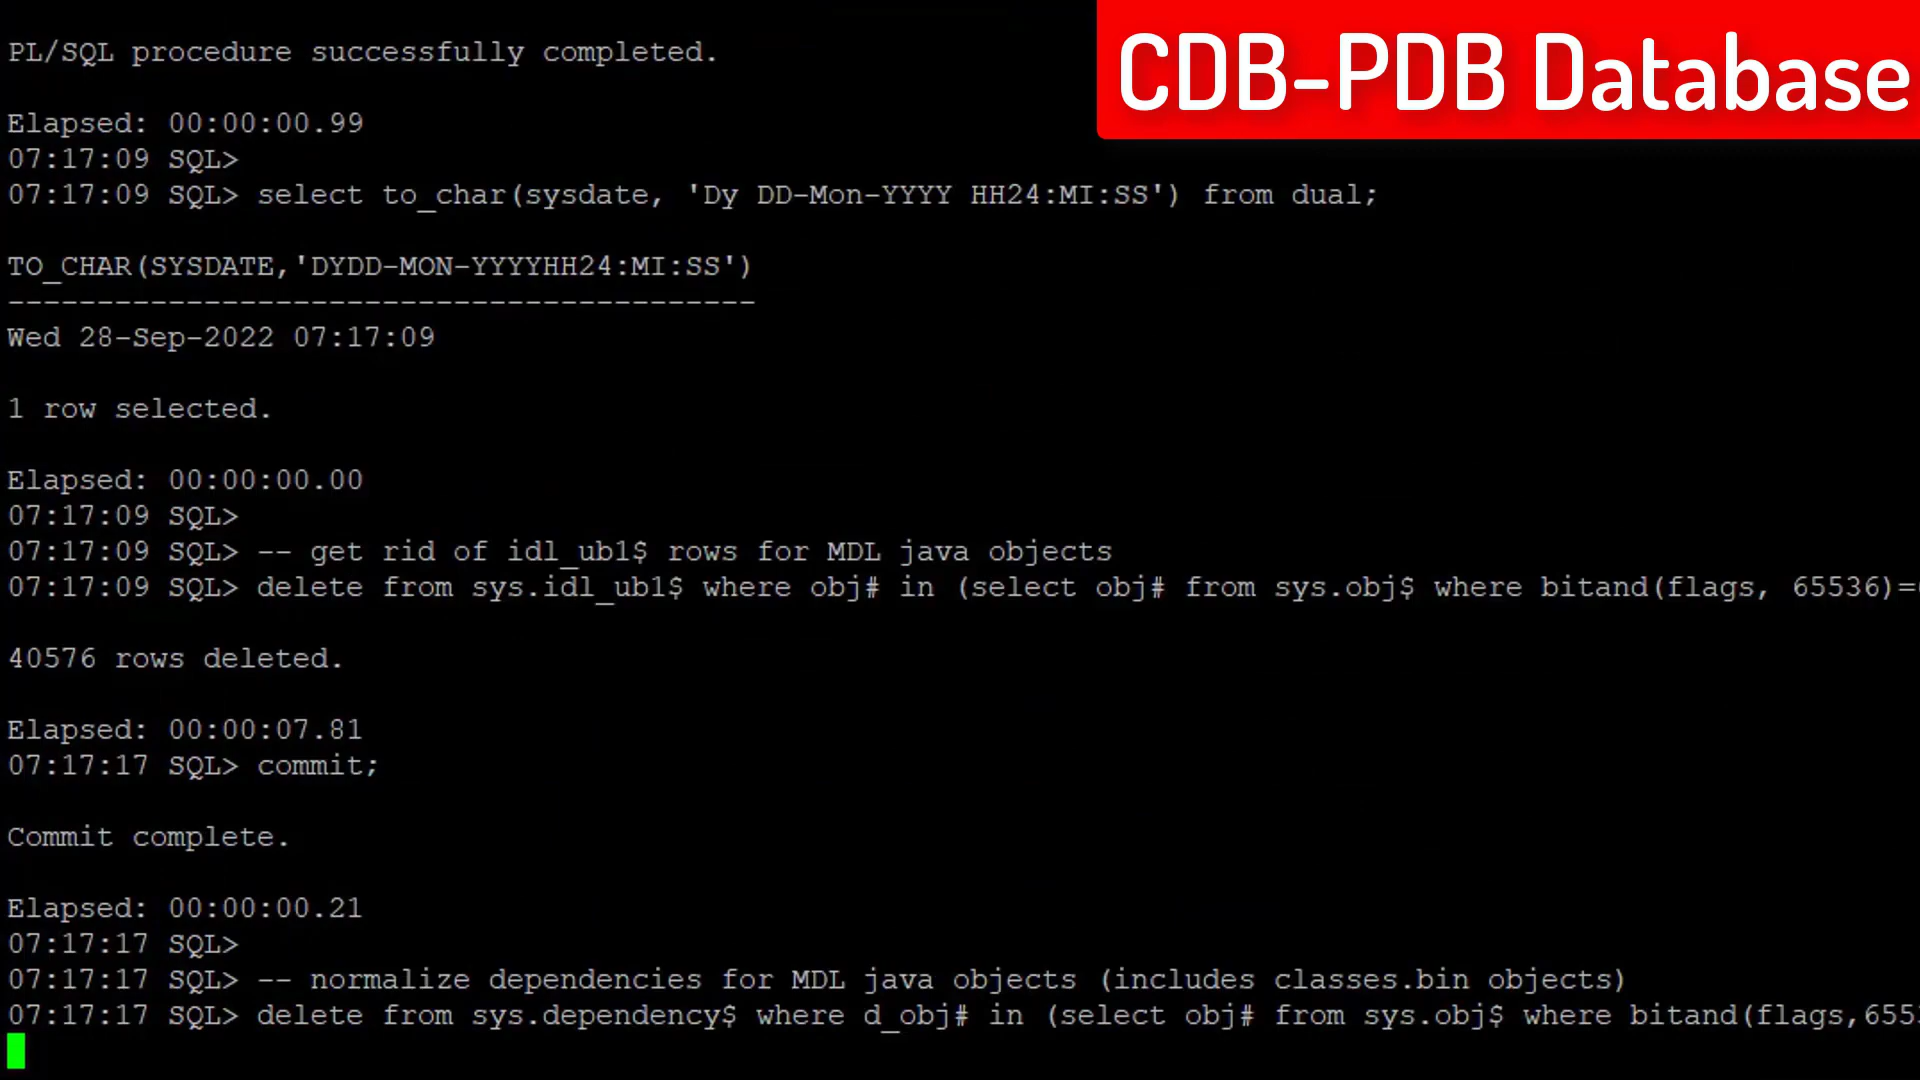 CDB-PDB Database
PL/SQL procedure successfully completed.
Elapsed: 00:00:00.99
07:17:09 SQL>
07:17:09 SQL> select to_char(sysdate, 'Dy DD-Mon-YYYY HH24:MI:SS') from dual;
TO_CHAR(SYSDATE,'DYDD-MON-YYYYHH24:MI:SS')
------------------------------------------
Wed 28-Sep-2022 07:17:09
1 row selected.
Elapsed: 00:00:00.00
07:17:09 SQL>
07:17:09 SQL> -- get rid of idl_ub1$ rows for MDL java objects
07:17:09 SQL> delete from sys.idl_ub1$ where obj# in (select obj# from sys.obj$ where bitand(flags, 65536)=
40576 rows deleted.
Elapsed: 00:00:07.81
07:17:17 SQL> commit;
Commit complete.
Elapsed: 00:00:00.21
07:17:17 SQL>
07:17:17 SQL> -- normalize dependencies for MDL java objects (includes classes.bin objects)
07:17:17 SQL> delete from sys.dependency$ where d_obj# in (select obj# from sys.obj$ where bitand(flags,655